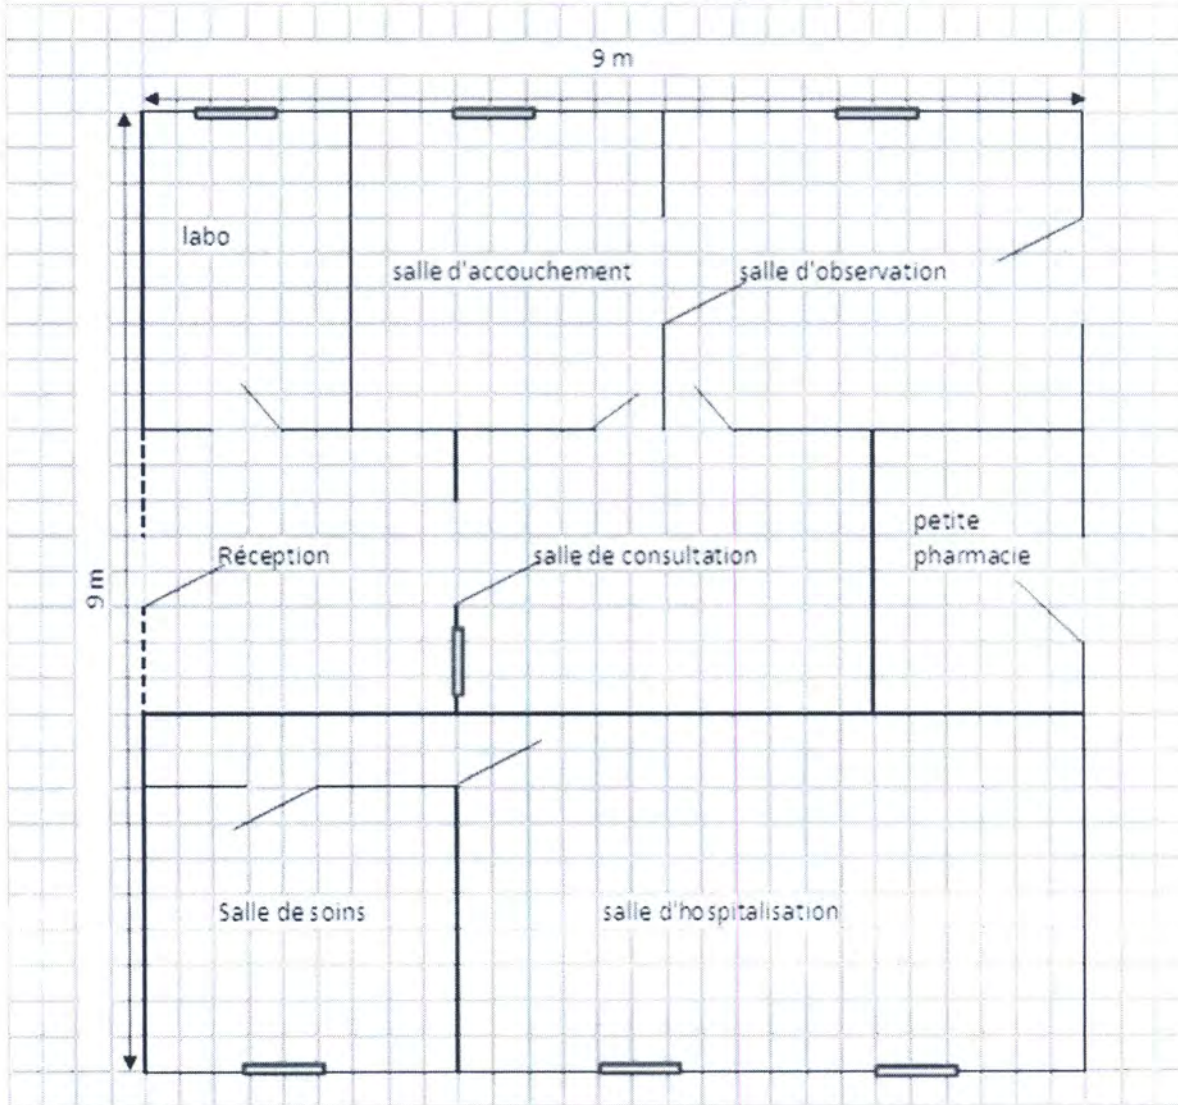 9 m
labo
salle d'accouchement
salle d'observation
9 m
Réception
salle de consultation
petite
pharmacie
Salle de soins
salle d'hospitalisation